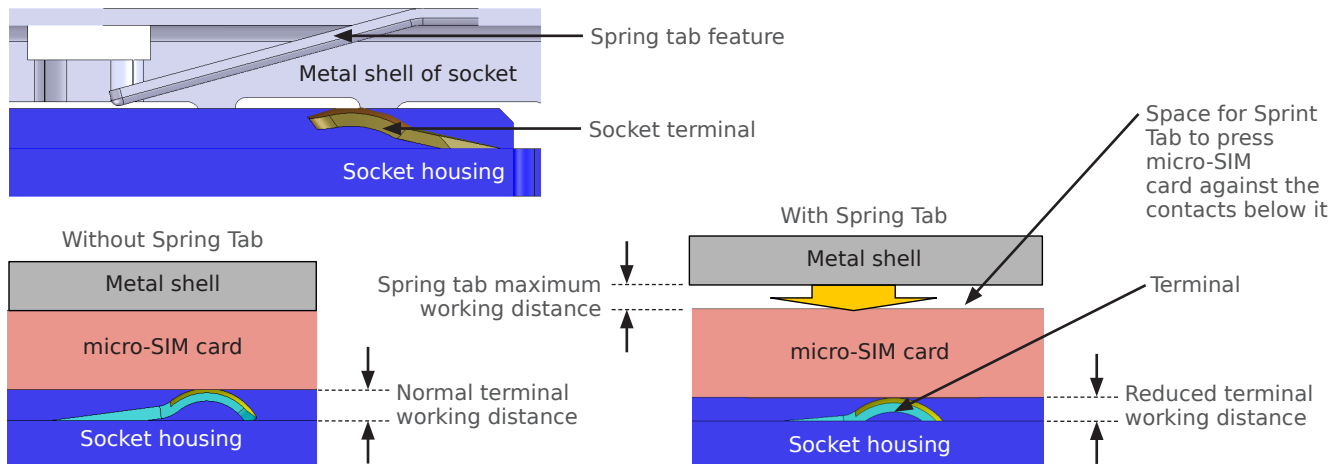 Spring tab feature
Metal shell of socket
Socket terminal
Socket housing
Space for Sprint
Tab to press
micro-SIM
card against the
contacts below it
Without Spring Tab
Metal shell
micro-SIM card
Socket housing
Normal terminal
working distance
With Spring Tab
Metal shell
Spring tab maximum
working distance
Terminal
micro-SIM card
Reduced terminal
working distance
Socket housing